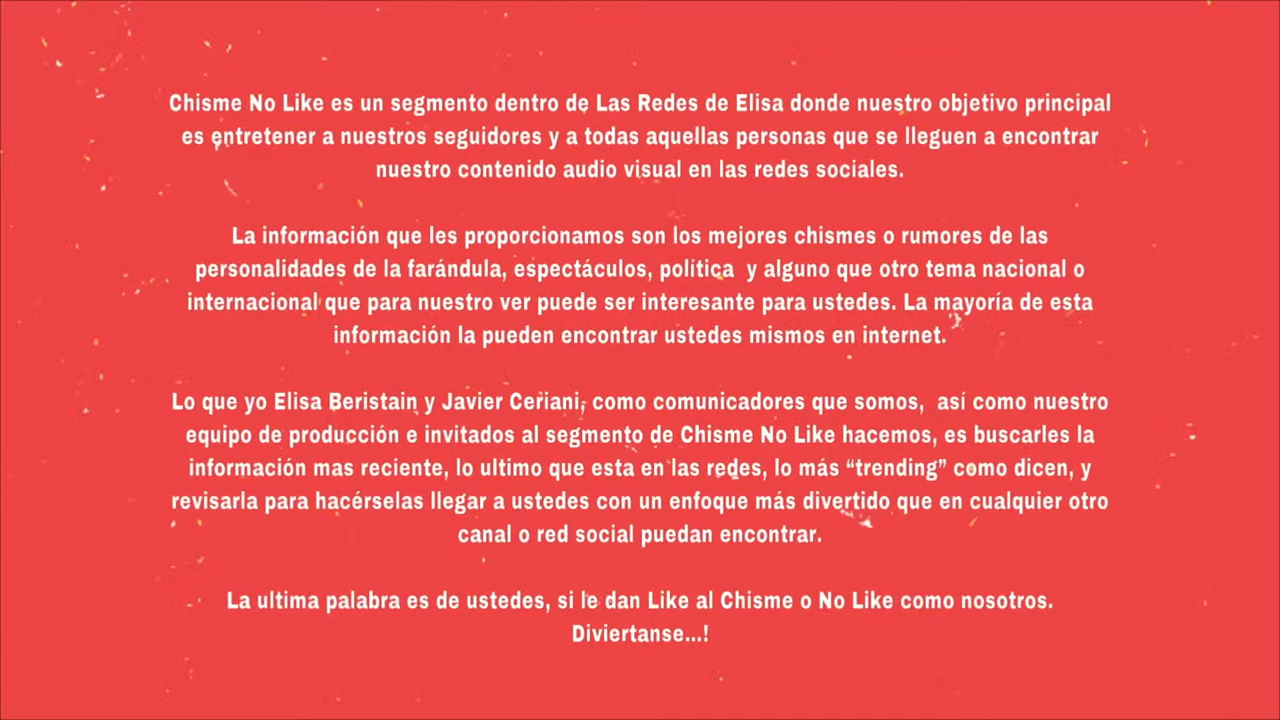 Chisme No Like es un segmento dentro de Las Redes de Elisa donde nuestro objetivo principal
es entretener a nuestros seguidores y a todas aquellas personas que se lleguen a encontrar
nuestro contenido audio visual en las redes sociales.
La información que les proporcionamos son los mejores chismes o rumores de las
personalidades de la farándula, espectáculos, política y alguno que otro tema nacional o
internacional que para nuestro ver puede ser interesante para ustedes. La mayoría de esta
información la pueden encontrar ustedes mismos en internet.
Lo que yo Elisa Beristain y Javier Ceriani, como comunicadores que somos, así como nuestro
equipo de producción e invitados al segmento de Chisme No Like hacemos, es buscarles la
información mas reciente, lo ultimo que esta en las redes, lo más “trending” como dicen, y
revisarla para hacérselas llegar a ustedes con un enfoque más divertido que en cualquier otro
canal o red social puedan encontrar.
La ultima palabra es de ustedes, si le dan Like al Chisme o No Like como nosotros.
Diviertanse...!